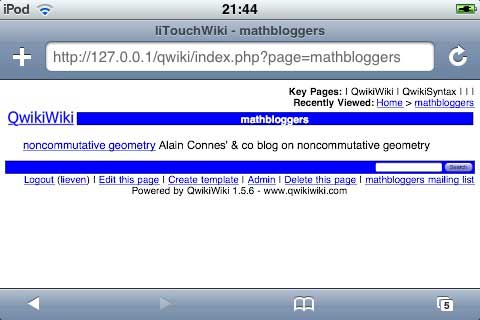 iPod 21:44
liTouchWiki - mathbloggers
http://127.0.0.1/qwiki/index.php?page=mathbloggers
Key Pages: | QwikiWiki | QwikiSyntax | | |
Recently Viewed: Home > mathbloggers
QwikiWiki mathbloggers
noncommutative geometry Alain Connes' & co blog on noncommutative geometry
Search
Logout (lieven) | Edit this page | Create template | Admin | Delete this page | mathbloggers mailing list
Powered by QwikiWiki 1.5.6 - www.qwikiwiki.com
5